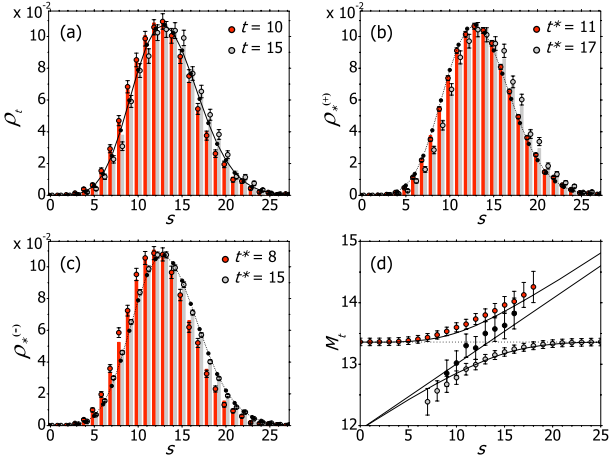 x 10⁻²
(a)
t = 10
t = 15
10
8
6
4
2
0
ρt
0 5 10 15 20 25
s
x 10⁻²
(b)
t* = 11
t* = 17
10
8
6
4
2
0
ρ*(+)
0 5 10 15 20 25
s
x 10⁻²
(c)
t* = 8
t* = 15
10
8
6
4
2
0
ρ*(-)
0 5 10 15 20 25
s
(d)
15
14
13
12
Mt
0 5 10 15 20 25
s